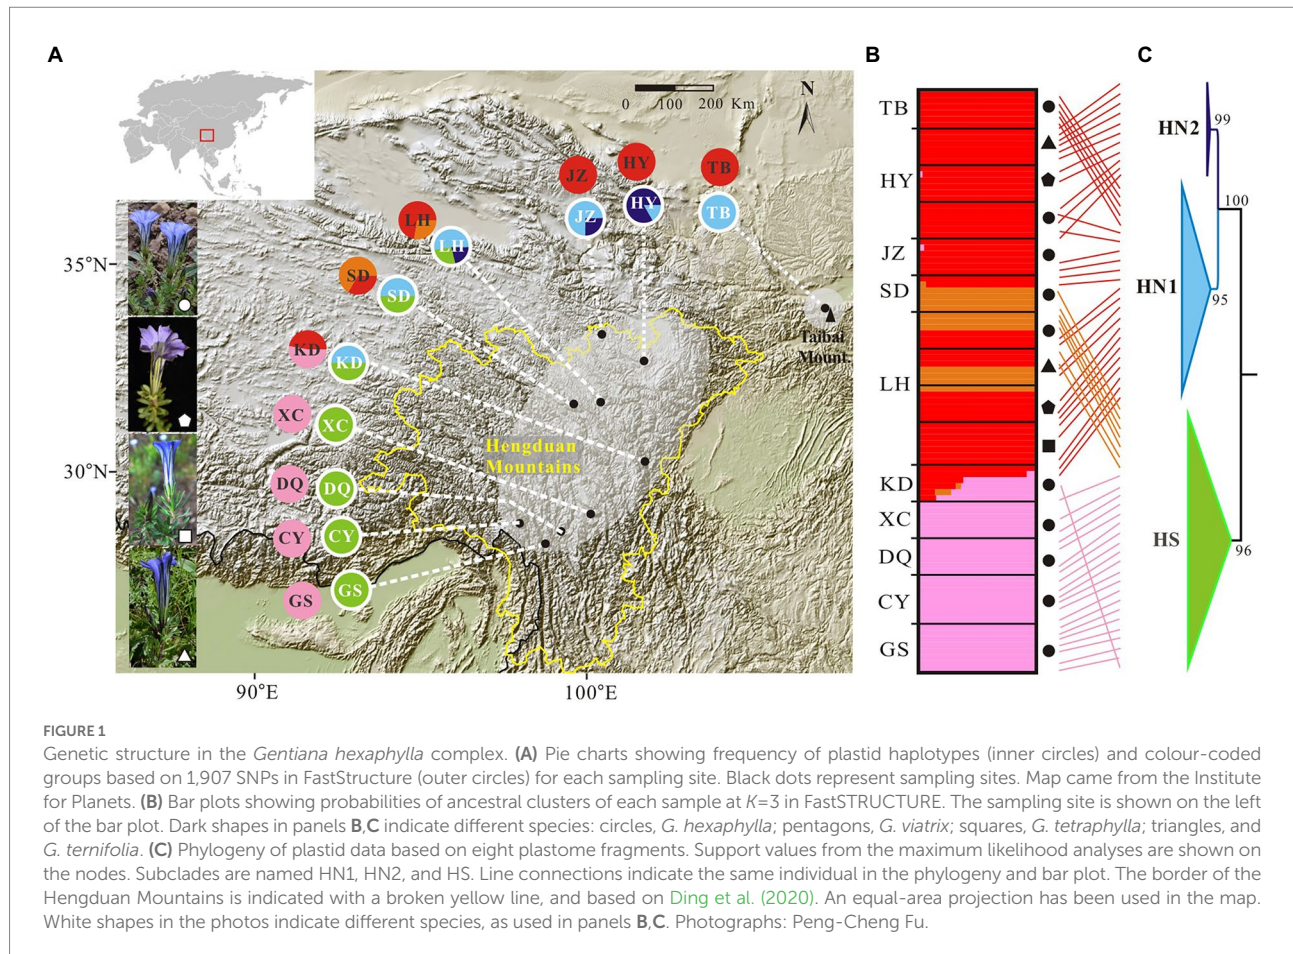 A
B
C
N
0 100 200 Km
JZ
HY
TB
LH
JZ
HY
TB
LH
SD
SD
KD
KD
XC
XC
DQ
DQ
CY
CY
GS
GS
35°N
30°N
90°E
100°E
Taibai
Mount.
Hengduan
Mountains
TB
HY
JZ
SD
LH
KD
XC
DQ
CY
GS
HN2
99
100
HN1
95
HS
96
FIGURE 1
Genetic structure in the Gentiana hexaphylla complex. (A) Pie charts showing frequency of plastid haplotypes (inner circles) and colour-coded
groups based on 1,907 SNPs in FastStructure (outer circles) for each sampling site. Black dots represent sampling sites. Map came from the Institute
for Planets. (B) Bar plots showing probabilities of ancestral clusters of each sample at K=3 in FastSTRUCTURE. The sampling site is shown on the left
of the bar plot. Dark shapes in panels B,C indicate different species: circles, G. hexaphylla; pentagons, G. viatrix; squares, G. tetraphylla; triangles, and
G. ternifolia. (C) Phylogeny of plastid data based on eight plastome fragments. Support values from the maximum likelihood analyses are shown on
the nodes. Subclades are named HN1, HN2, and HS. Line connections indicate the same individual in the phylogeny and bar plot. The border of the
Hengduan Mountains is indicated with a broken yellow line, and based on Ding et al. (2020). An equal-area projection has been used in the map.
White shapes in the photos indicate different species, as used in panels B,C. Photographs: Peng-Cheng Fu.